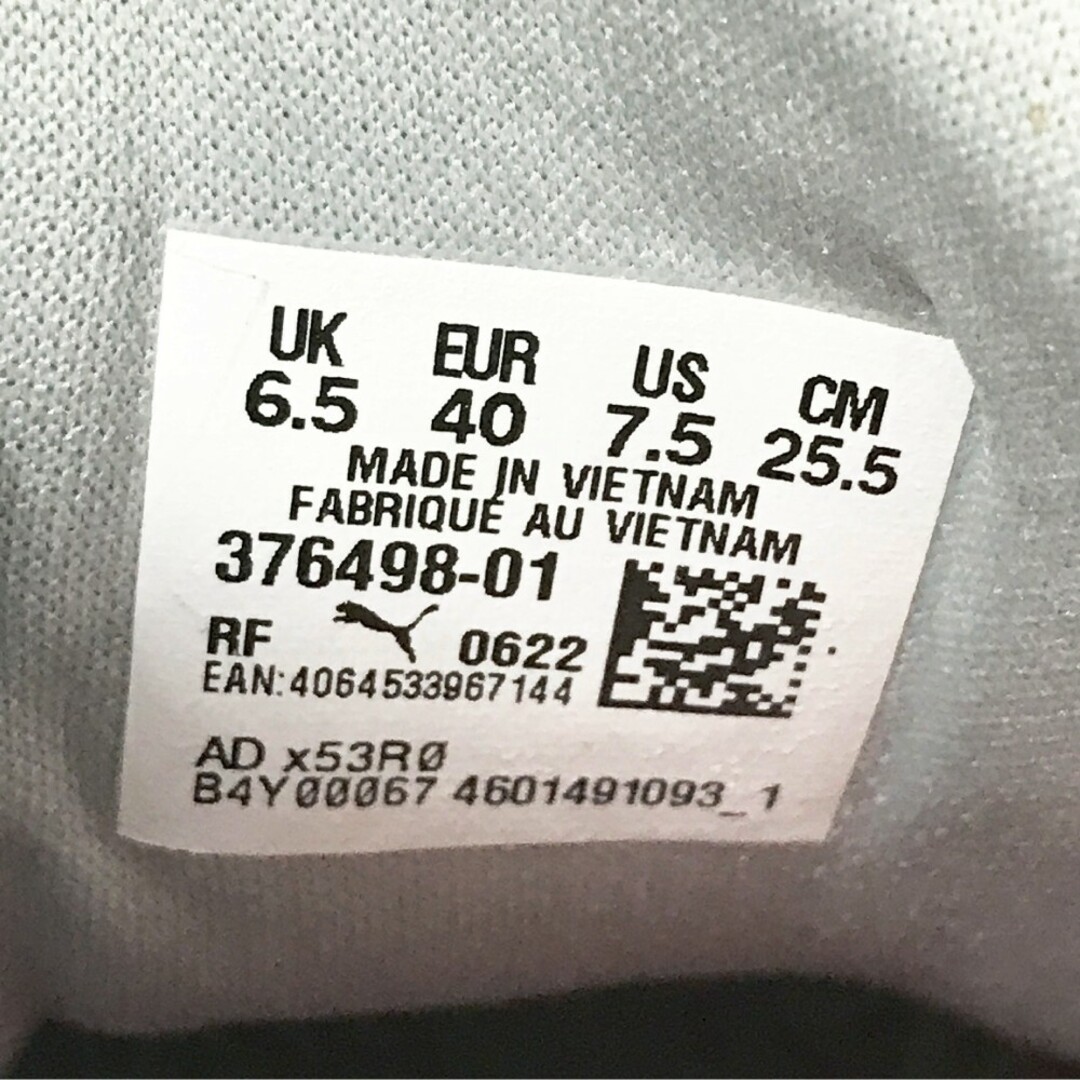 UK EUR US CM
6.5 40 7.5 25.5
MADE IN VIETNAM
FABRIQUÉ AU VIETNAM
376498-01
RF 0622
EAN:4064533967144
AD x53R0
B4Y00067 4601491093_1